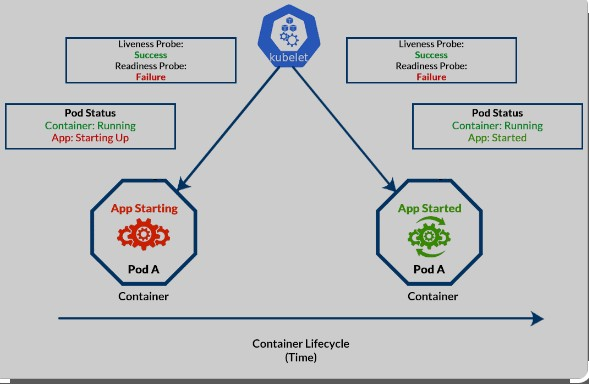 kubelet
Liveness Probe:
Success
Readiness Probe:
Failure
Liveness Probe:
Success
Readiness Probe:
Failure
Pod Status
Container: Running
App: Starting Up
Pod Status
Container: Running
App: Started
App Starting
Pod A
Container
App Started
Pod A
Container
Container Lifecycle
(Time)